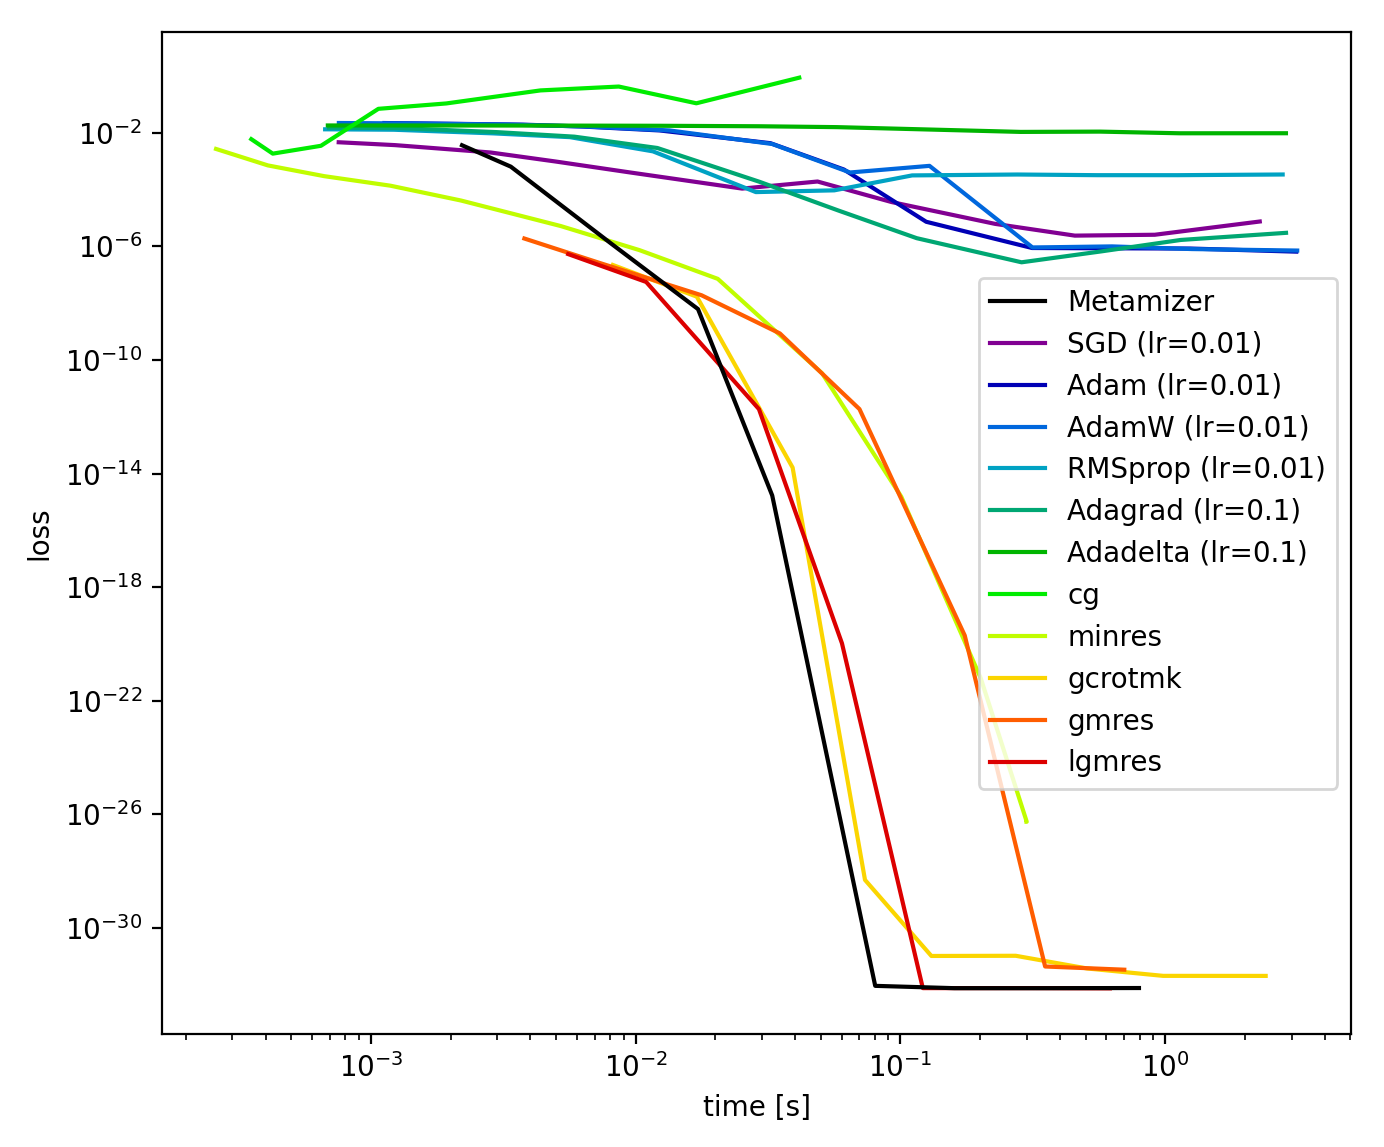 10⁻²
10⁻⁶
10⁻¹⁰
10⁻¹⁴
10⁻¹⁸
10⁻²²
10⁻²⁶
10⁻³⁰
loss
Metamizer
SGD (lr=0.01)
Adam (lr=0.01)
AdamW (lr=0.01)
RMSprop (lr=0.01)
Adagrad (lr=0.1)
Adadelta (lr=0.1)
cg
minres
gcrotmk
gmres
lgmres
10⁻³ 10⁻² 10⁻¹ 10⁰
time [s]